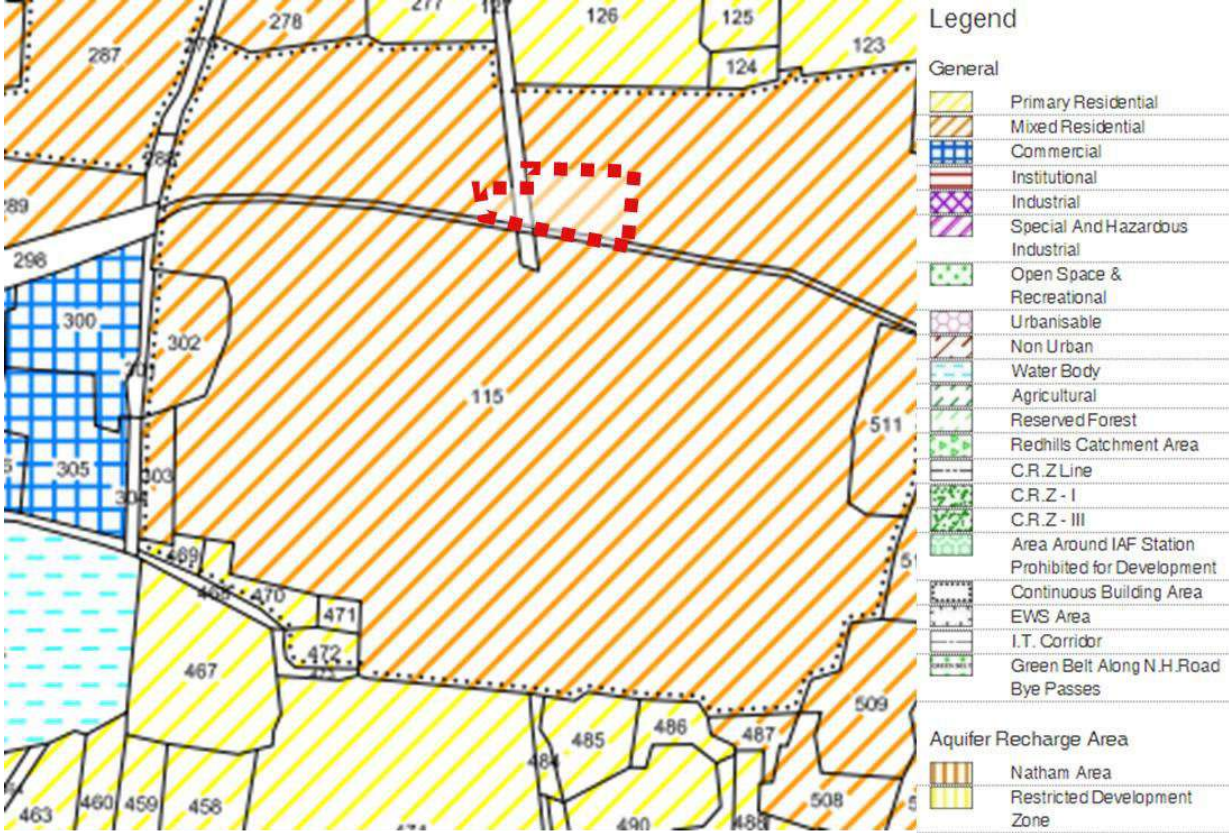 278
277
126
125
123
287
124
289
298
300
302
115
511
305
303
469
470
471
472
467
509
486
485
487
484
463
460
459
458
508
490
488
Legend
General
Primary Residential
Mixed Residential
Commercial
Institutional
Industrial
Special And Hazardous
Industrial
Open Space &
Recreational
Urbanisable
Non Urban
Water Body
Agricultural
Reserved Forest
Redhills Catchment Area
C.R.Z Line
C.R.Z - I
C.R.Z - III
Area Around IAF Station
Prohibited for Development
Continuous Building Area
EWS Area
I.T. Corridor
GREEN BELT
Green Belt Along N.H.Road
Bye Passes
Aquifer Recharge Area
Natham Area
Restricted Development
Zone